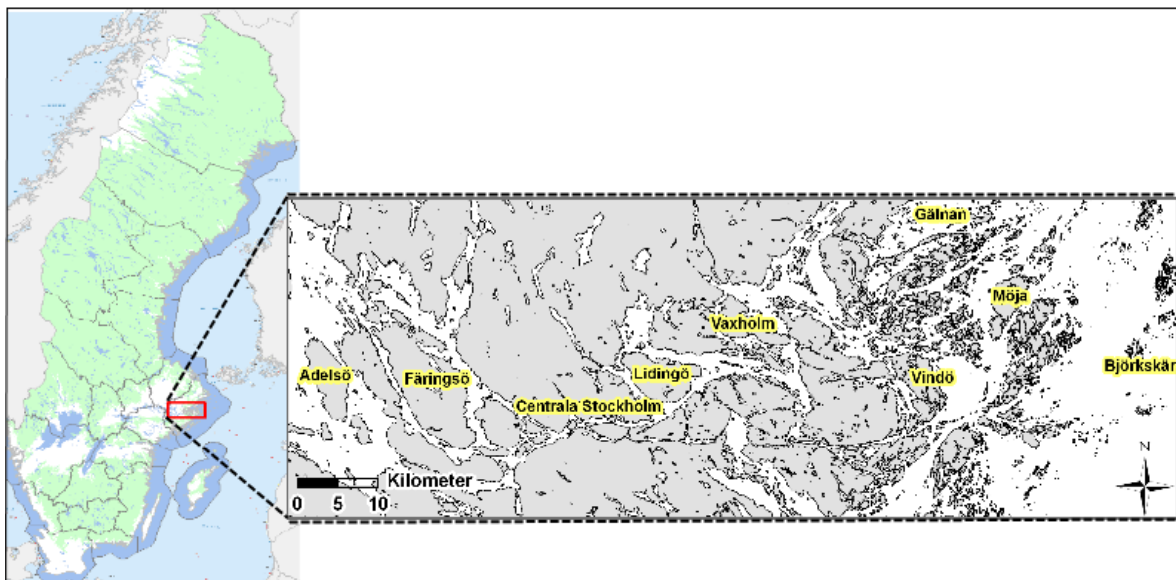 Gälnan
Möja
Vaxholm
Björkskär
Adelsö
Färingsö
Lidingö
Vindö
Centrala Stockholm
N
Kilometer
0 5 10